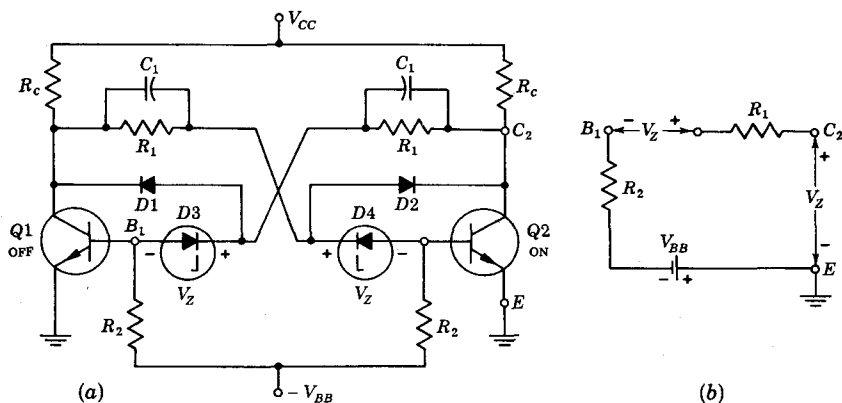 V_CC
C_1
C_1
R_c
R_c
R_1
R_1
C_2
B_1
- V_Z +
R_1
C_2
D1
D2
+
R_2
V_Z
Q1
OFF
B_1
D3
D4
Q2
ON
- +
+ -
-
V_Z
V_Z
E
V_BB
E
R_2
R_2
- +
(a)
- V_BB
(b)